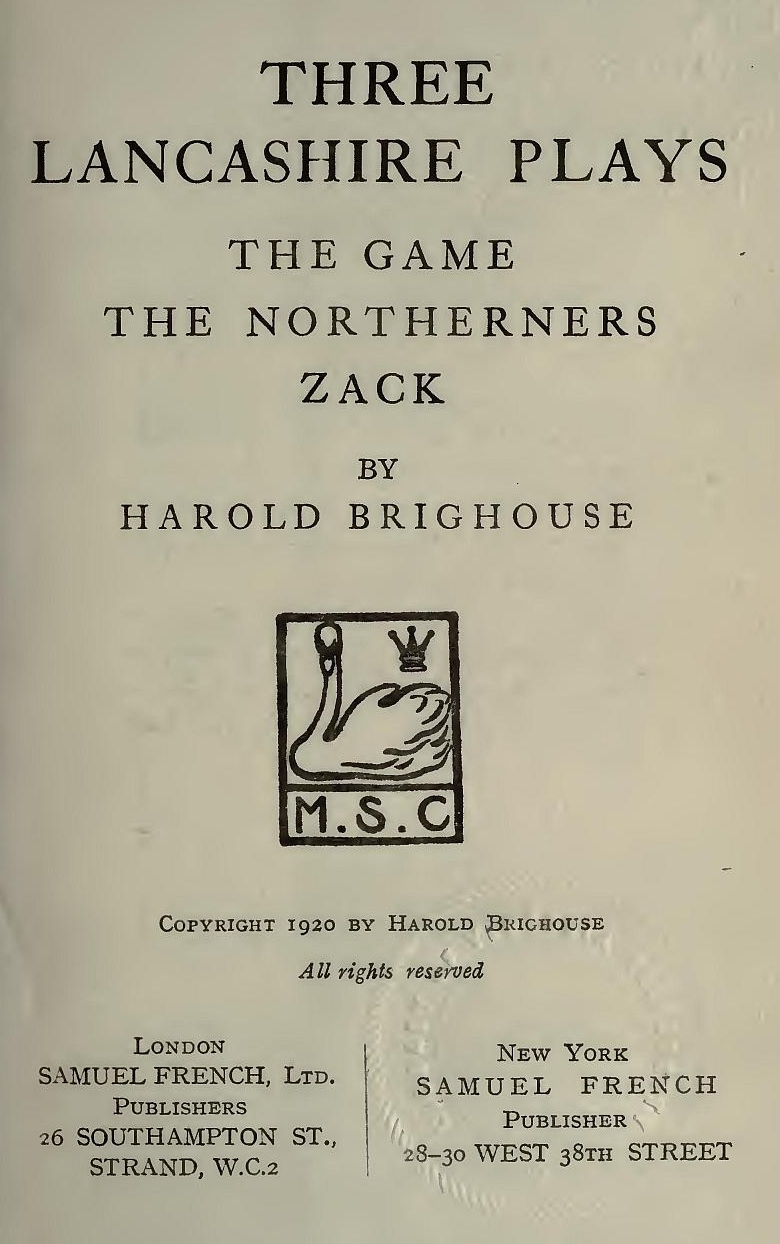 THREE
LANCASHIRE PLAYS
THE GAME
THE NORTHERNERS
ZACK
BY
HAROLD BRIGHOUSE
M.S.C
COPYRIGHT 1920 BY HAROLD BRIGHOUSE
All rights reserved
LONDON
SAMUEL FRENCH, LTD.
PUBLISHERS
26 SOUTHAMPTON ST.,
STRAND, W.C.2
NEW YORK
SAMUEL FRENCH
PUBLISHER
28–30 WEST 38TH STREET